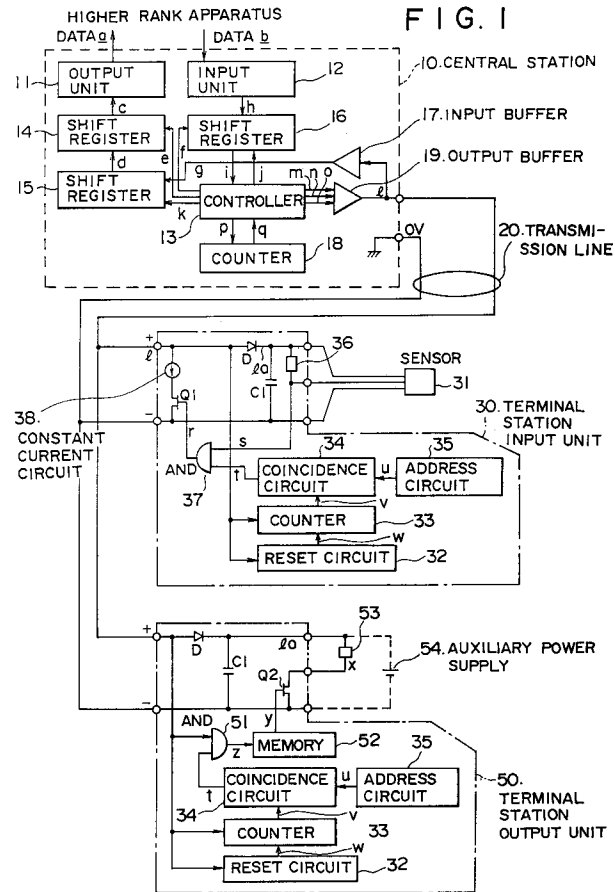 FIG. 1
HIGHER RANK APPARATUS
DATA a
DATA b
10. CENTRAL STATION
11
OUTPUT UNIT
INPUT UNIT
12
c
h
14
SHIFT REGISTER
SHIFT REGISTER
16
17. INPUT BUFFER
19. OUTPUT BUFFER
d
e
f
g
i
j
15
SHIFT REGISTER
k
CONTROLLER
m
n
o
l
13
p
q
COUNTER
18
0V
20. TRANSMISSION LINE
+
l
D
la
36
C1
SENSOR
31
38. CONSTANT CURRENT CIRCUIT
Q1
−
r
s
30. TERMINAL STATION INPUT UNIT
AND
37
t
34
COINCIDENCE CIRCUIT
u
35
ADDRESS CIRCUIT
v
COUNTER
33
w
RESET CIRCUIT
32
+
D
la
53
54. AUXILIARY POWER SUPPLY
C1
Q2
x
−
AND
51
y
z
MEMORY
52
t
COINCIDENCE CIRCUIT
34
u
35
ADDRESS CIRCUIT
50. TERMINAL STATION OUTPUT UNIT
v
COUNTER
33
w
RESET CIRCUIT
32